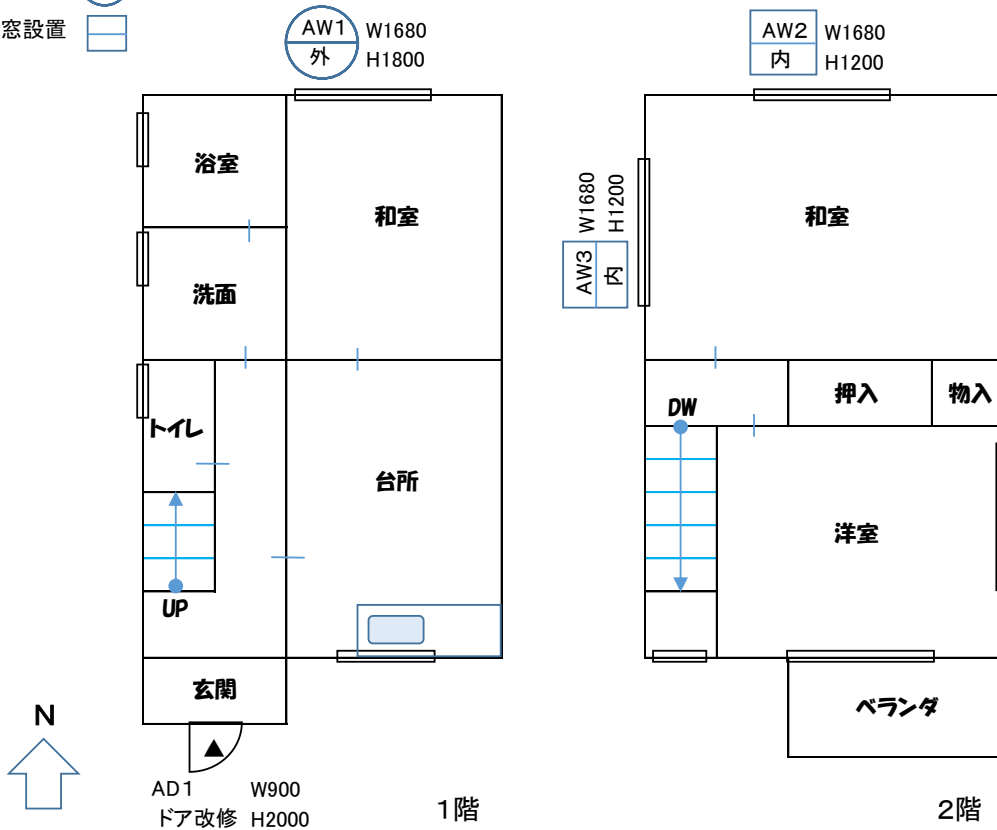 窓設置
AW1 W1680
外 H1800
AW2 W1680
内 H1200
浴室
和室
洗面
トイレ
台所
UP
玄関
N
AD1 W900
ドア改修 H2000
1階
AW3 W1680
内 H1200
和室
押入
物入
DW
洋室
ベランダ
2階